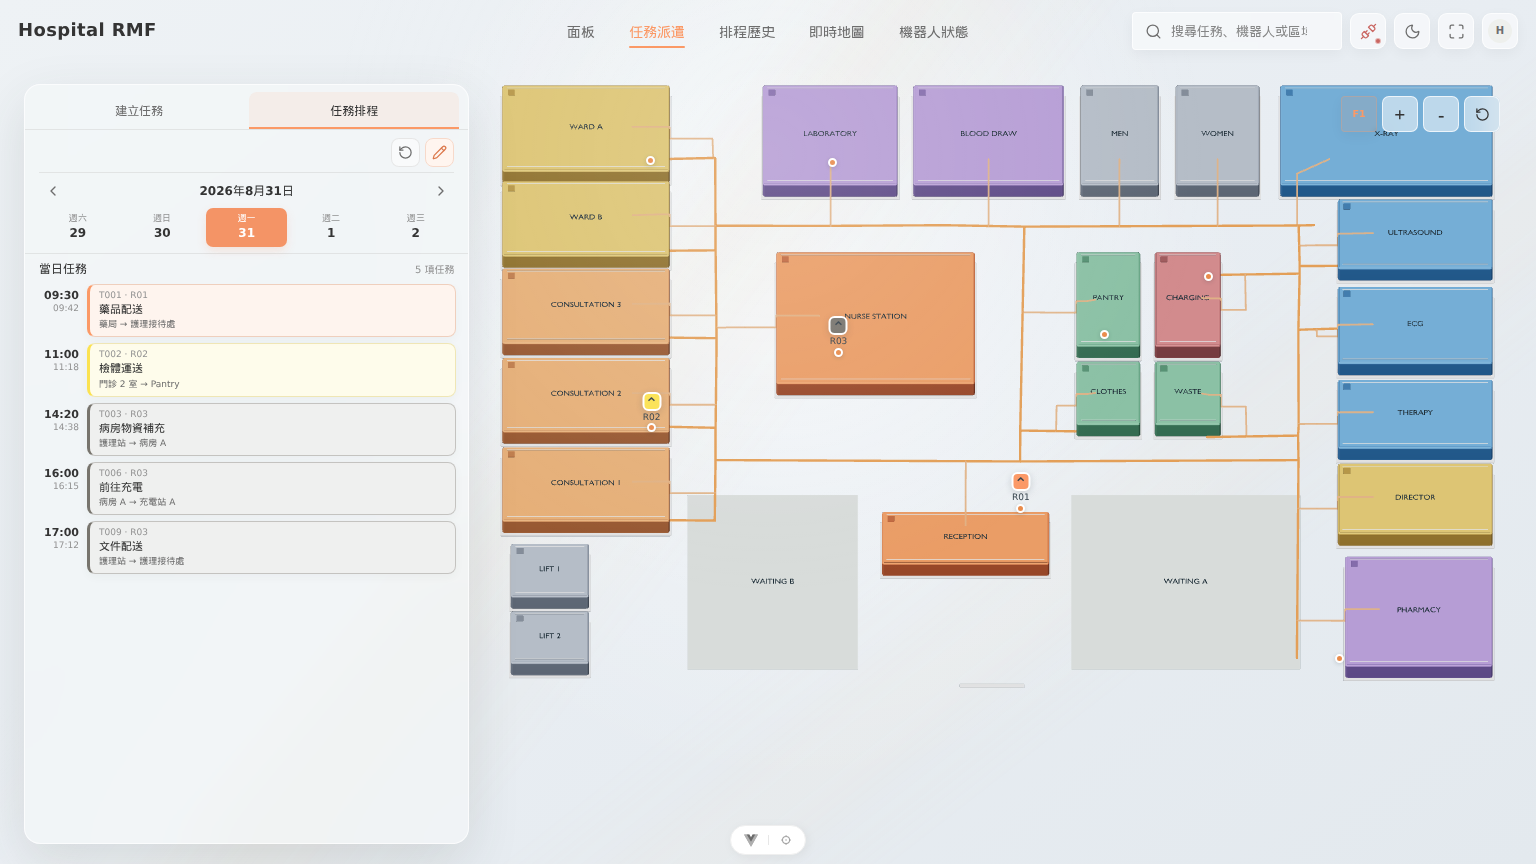 Hospital RMF
面板
任務派遣
排程歷史
即時地圖
機器人狀態
搜尋任務、機器人或區
H
建立任務
任務排程
2026年8月31日
週六 週日 週一 週二 週三
29 30 31 1 2
當日任務
5 項任務
09:30
09:42
T001 · R01
藥品配送
藥局 → 護理接待處
11:00
11:18
T002 · R02
檢體運送
門診 2 室 → Pantry
14:20
14:38
T003 · R03
病房物資補充
護理站 → 病房 A
16:00
16:15
T006 · R03
前往充電
病房 A → 充電站 A
17:00
17:12
T009 · R03
文件配送
護理站 → 護理接待處
WARD A
LABORATORY
BLOOD DRAW
MEN
WOMEN
X-RAY
F1
+
-
WARD B
ULTRASOUND
CONSULTATION 3
NURSE STATION
R03
PANTRY
CHARGING
ECG
CONSULTATION 2
R02
CLOTHES
WASTE
THERAPY
CONSULTATION 1
R01
DIRECTOR
RECEPTION
LIFT 1
WAITING B
WAITING A
PHARMACY
LIFT 2